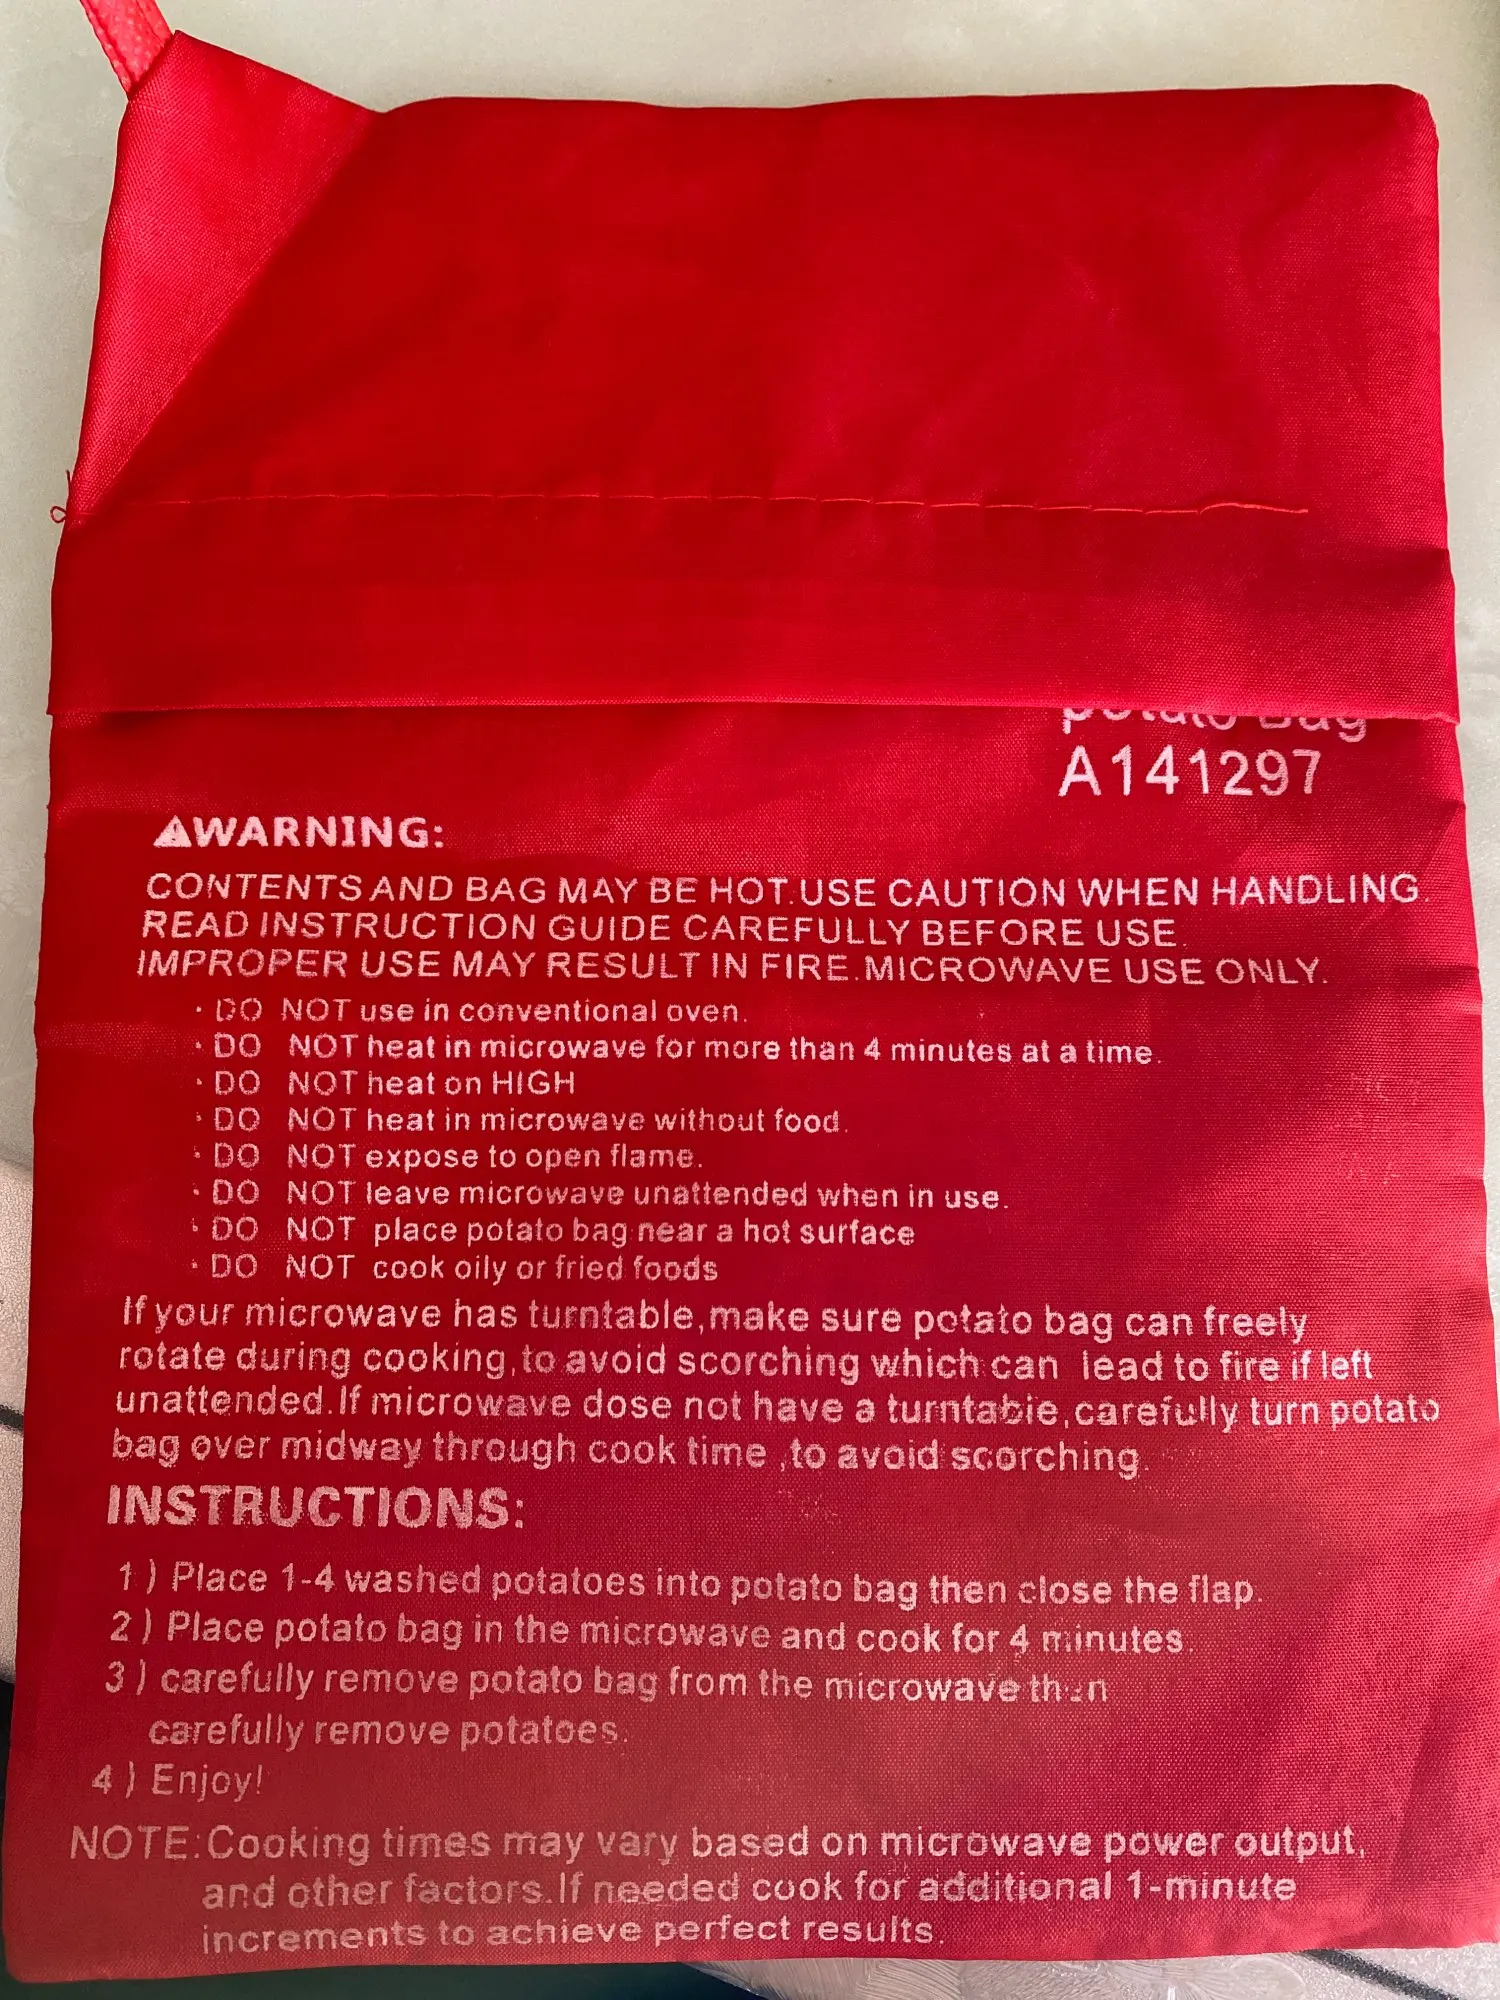 potato Bag
A141297
⚠WARNING:
CONTENTS AND BAG MAY BE HOT.USE CAUTION WHEN HANDLING.
READ INSTRUCTION GUIDE CAREFULLY BEFORE USE.
IMPROPER USE MAY RESULT IN FIRE.MICROWAVE USE ONLY.
· DO NOT use in conventional oven.
· DO NOT heat in microwave for more than 4 minutes at a time.
· DO NOT heat on HIGH
· DO NOT heat in microwave without food.
· DO NOT expose to open flame.
· DO NOT leave microwave unattended when in use.
· DO NOT place potato bag near a hot surface
· DO NOT cook oily or fried foods
If your microwave has turntable,make sure potato bag can freely
rotate during cooking,to avoid scorching which can lead to fire if left
unattended.If microwave dose not have a turntable,carefully turn potato
bag over midway through cook time ,to avoid scorching.
INSTRUCTIONS:
1 ) Place 1-4 washed potatoes into potato bag then close the flap.
2 ) Place potato bag in the microwave and cook for 4 minutes.
3 ) carefully remove potato bag from the microwave then
carefully remove potatoes.
4 ) Enjoy!
NOTE:Cooking times may vary based on microwave power output,
and other factors.If needed cook for additional 1-minute
increments to achieve perfect results.